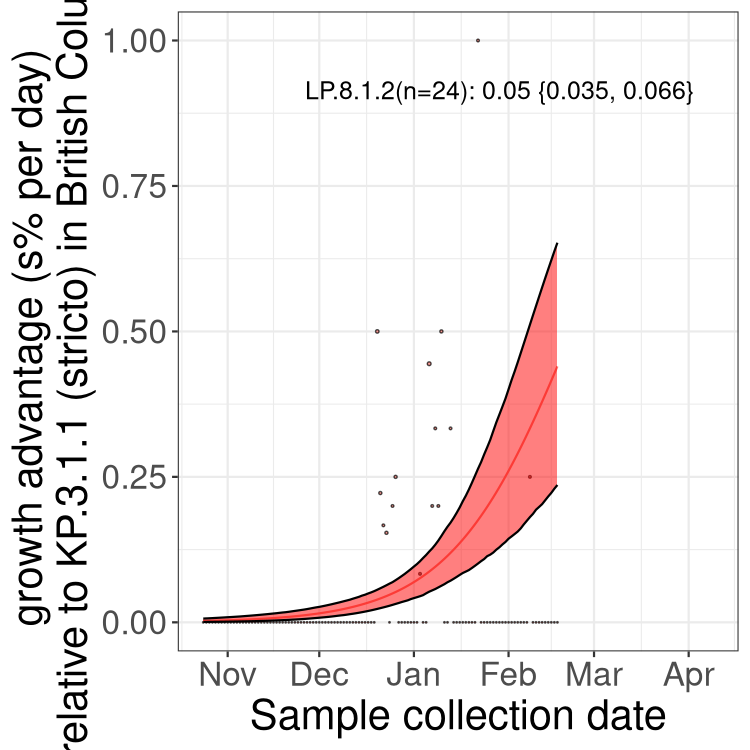 growth advantage (s% per day)
relative to KP.3.1.1 (stricto) in British Colu
1.00
0.75
0.50
0.25
0.00
LP.8.1.2(n=24): 0.05 {0.035, 0.066}
Nov Dec Jan Feb Mar Apr
Sample collection date